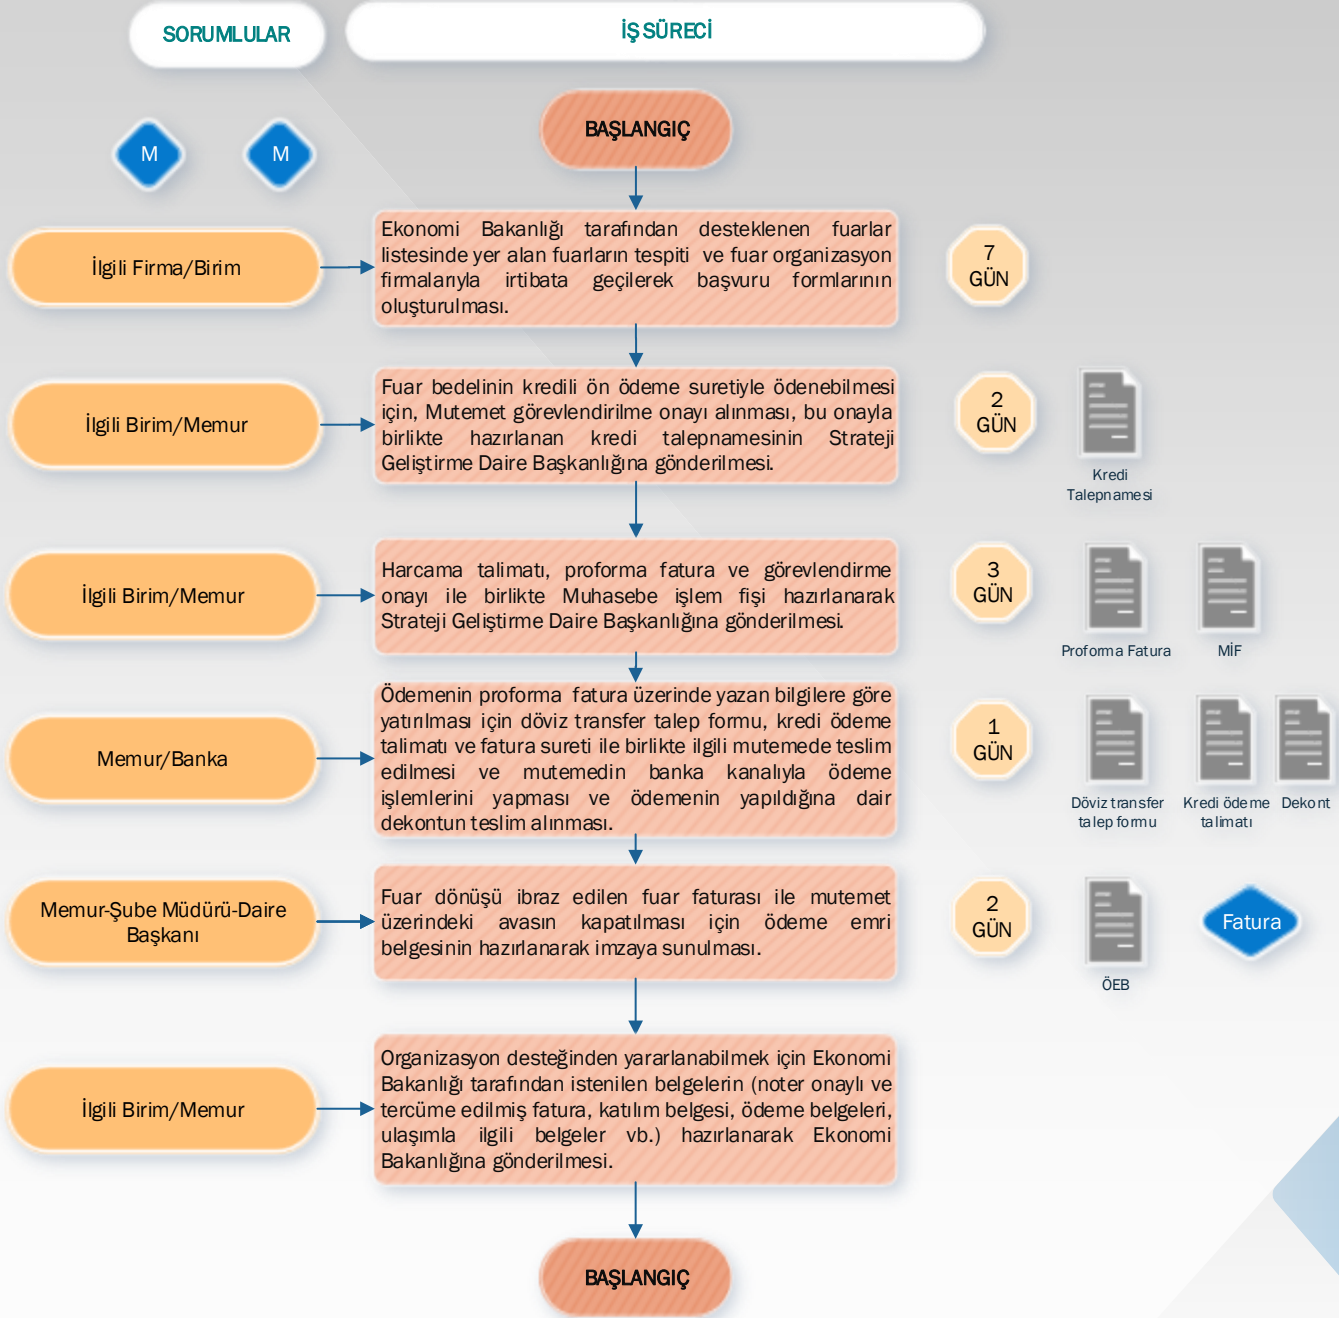 SORUMLULAR
İŞ SÜRECİ
BAŞLANGIÇ
M
M
İlgili Firma/Birim
Ekonomi Bakanlığı tarafından desteklenen fuarlar
listesinde yer alan fuarların tespiti ve fuar organizasyon
firmalarıyla irtibata geçilerek başvuru formlarının
oluşturulması.
7
GÜN
İlgili Birim/Memur
Fuar bedelinin kredili ön ödeme suretiyle ödenebilmesi
için, Mutemet görevlendirilme onayı alınması, bu onayla
birlikte hazırlanan kredi talepnamesinin Strateji
Geliştirme Daire Başkanlığına gönderilmesi.
2
GÜN
Kredi
Talepnamesi
İlgili Birim/Memur
Harcama talimatı, proforma fatura ve görevlendirme
onayı ile birlikte Muhasebe işlem fişi hazırlanarak
Strateji Geliştirme Daire Başkanlığına gönderilmesi.
3
GÜN
Proforma Fatura
MİF
Memur/Banka
Ödemenin proforma fatura üzerinde yazan bilgilere göre
yatırılması için döviz transfer talep formu, kredi ödeme
talimatı ve fatura sureti ile birlikte ilgili mutemede teslim
edilmesi ve mutemedin banka kanalıyla ödeme
işlemlerini yapması ve ödemenin yapıldığına dair
dekontun teslim alınması.
1
GÜN
Döviz transfer
talep formu
Kredi ödeme
talimatı
Dekont
Memur-Şube Müdürü-Daire
Başkanı
Fuar dönüşü ibraz edilen fuar faturası ile mutemet
üzerindeki avasın kapatılması için ödeme emri
belgesinin hazırlanarak imzaya sunulması.
2
GÜN
ÖEB
Fatura
İlgili Birim/Memur
Organizasyon desteğinden yararlanabilmek için Ekonomi
Bakanlığı tarafından istenilen belgelerin (noter onaylı ve
tercüme edilmiş fatura, katılım belgesi, ödeme belgeleri,
ulaşımla ilgili belgeler vb.) hazırlanarak Ekonomi
Bakanlığına gönderilmesi.
BAŞLANGIÇ